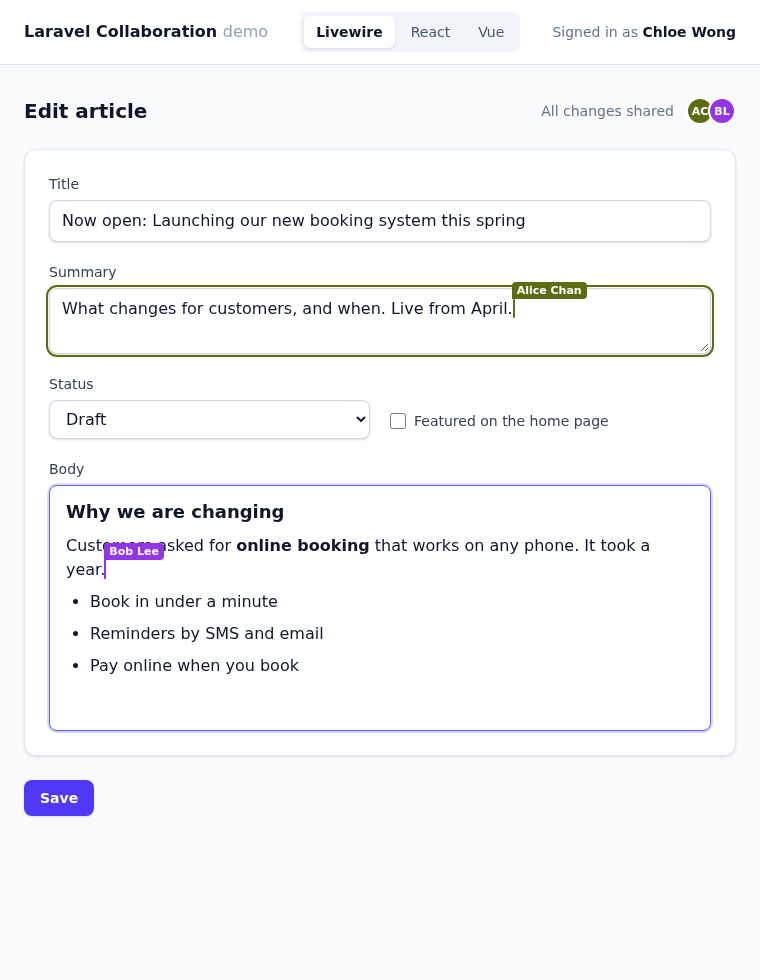 Laravel Collaboration demo
Livewire
React
Vue
Signed in as Chloe Wong
Edit article
All changes shared
AC
BL
Title
Now open: Launching our new booking system this spring
Summary
Alice Chan
What changes for customers, and when. Live from April.
Status
Draft
Featured on the home page
Body
Why we are changing
Customers asked for online booking that works on any phone. It took a
Bob Lee
year.
• Book in under a minute
• Reminders by SMS and email
• Pay online when you book
Save